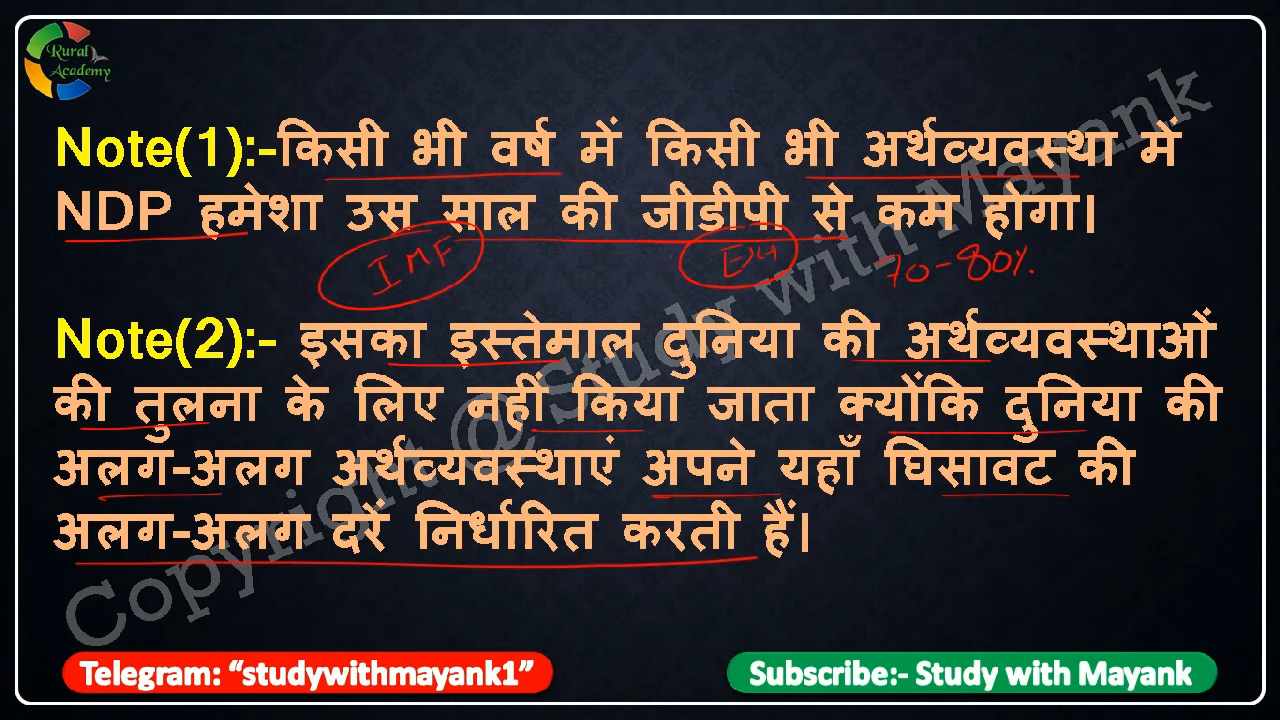 Rural
Academy
Note(1):-किसी भी वर्ष में किसी भी अर्थव्यवस्था में
NDP हमेशा उस साल की जीडीपी से कम होगा।
IMF
70-80%
Note(2):- इसका इस्तेमाल दुनिया की अर्थव्यवस्थाओं
की तुलना के लिए नहीं किया जाता क्योंकि दुनिया की
अलग-अलग अर्थव्यवस्थाएं अपने यहाँ घिसावट की
अलग-अलग दरें निर्धारित करती हैं।
Copyright @Study with Mayank
Telegram: “studywithmayank1”
Subscribe:- Study with Mayank